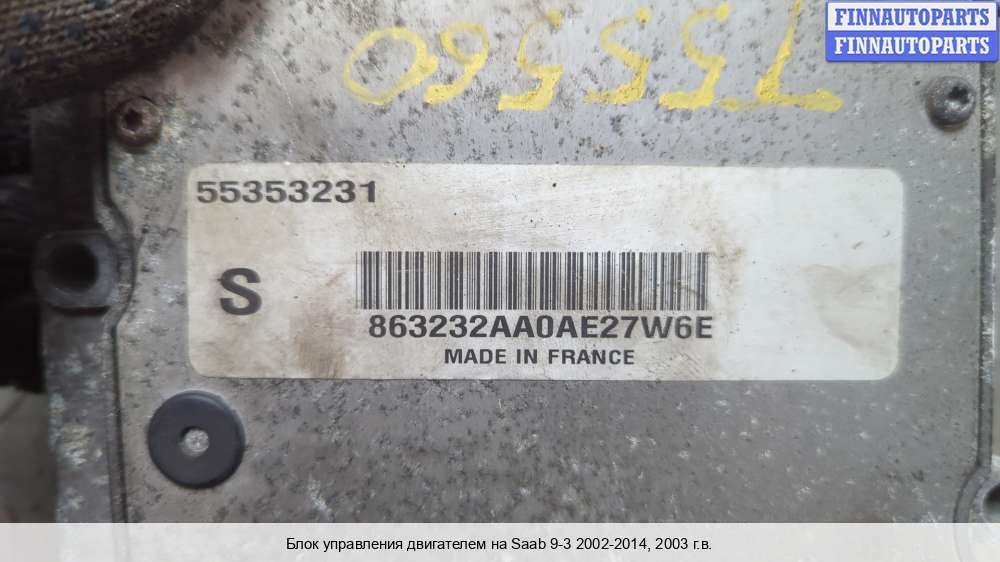 FINNAUTOPARTS
FINNAUTOPARTS
T55560
55353231
S
863232AA0AE27W6E
MADE IN FRANCE
Блок управления двигателем на Saab 9-3 2002-2014, 2003 г.в.